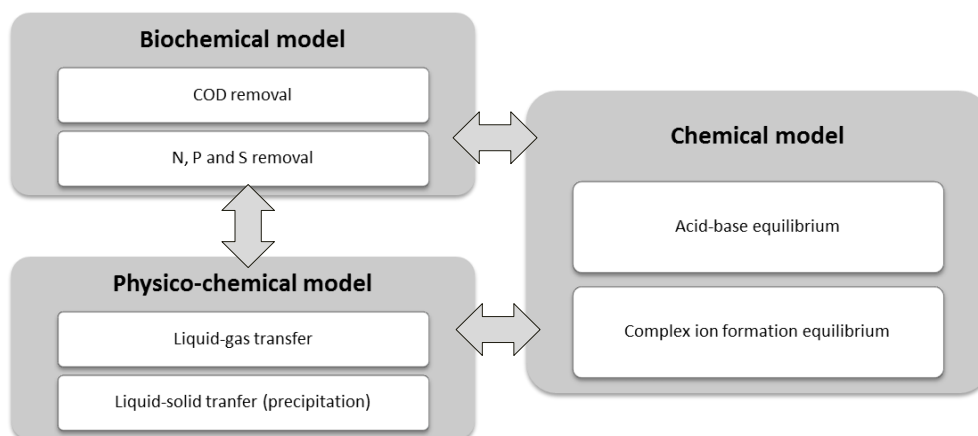 Biochemical model
COD removal
N, P and S removal
Physico-chemical model
Liquid-gas transfer
Liquid-solid tranfer (precipitation)
Chemical model
Acid-base equilibrium
Complex ion formation equilibrium